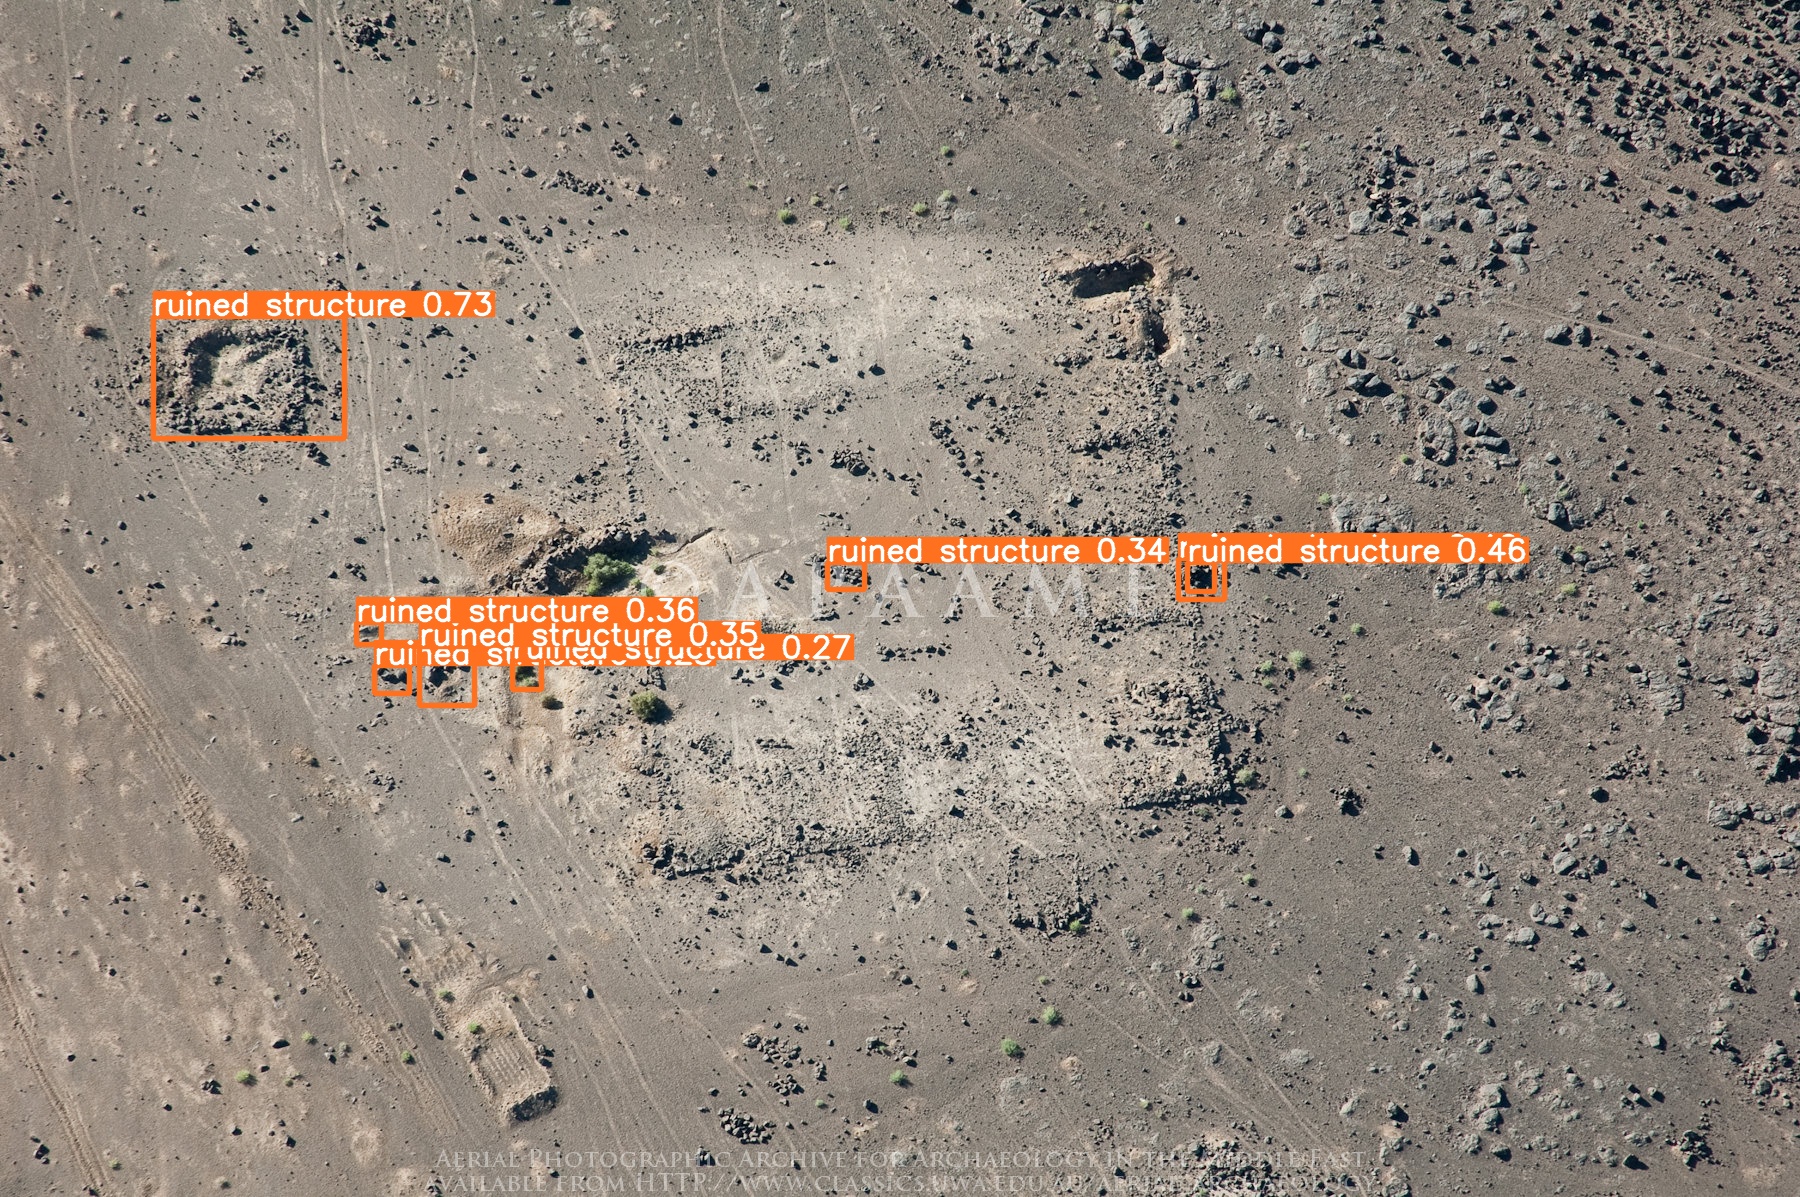 ruined structure 0.73
ruined structure 0.34
ruined structure 0.46
ruined structure 0.36
ruined structure 0.35
ruined structure 0.27
APAAME
Aerial Photographic Archive for Archaeology in the Middle East
available from http://www.classics.uwa.edu.au/aerial_archaeology